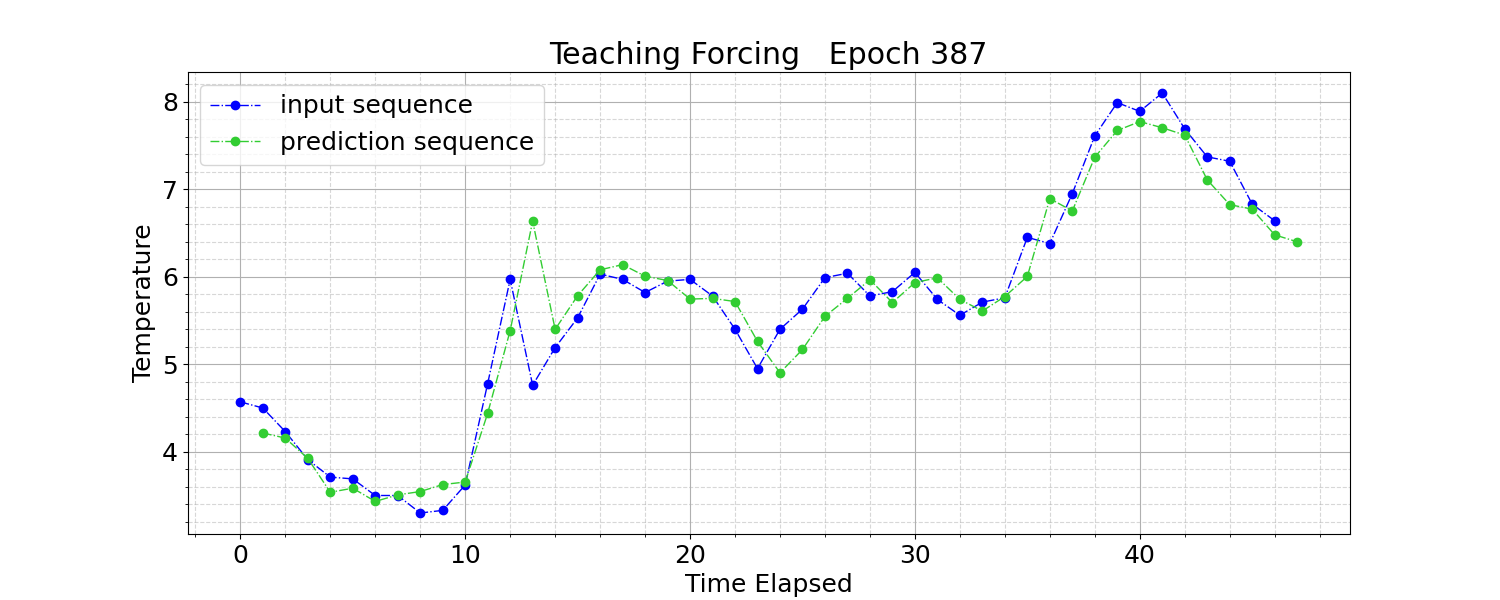 Teaching Forcing   Epoch 387
input sequence
prediction sequence
Temperature
8
7
6
5
4
0 10 20 30 40
Time Elapsed